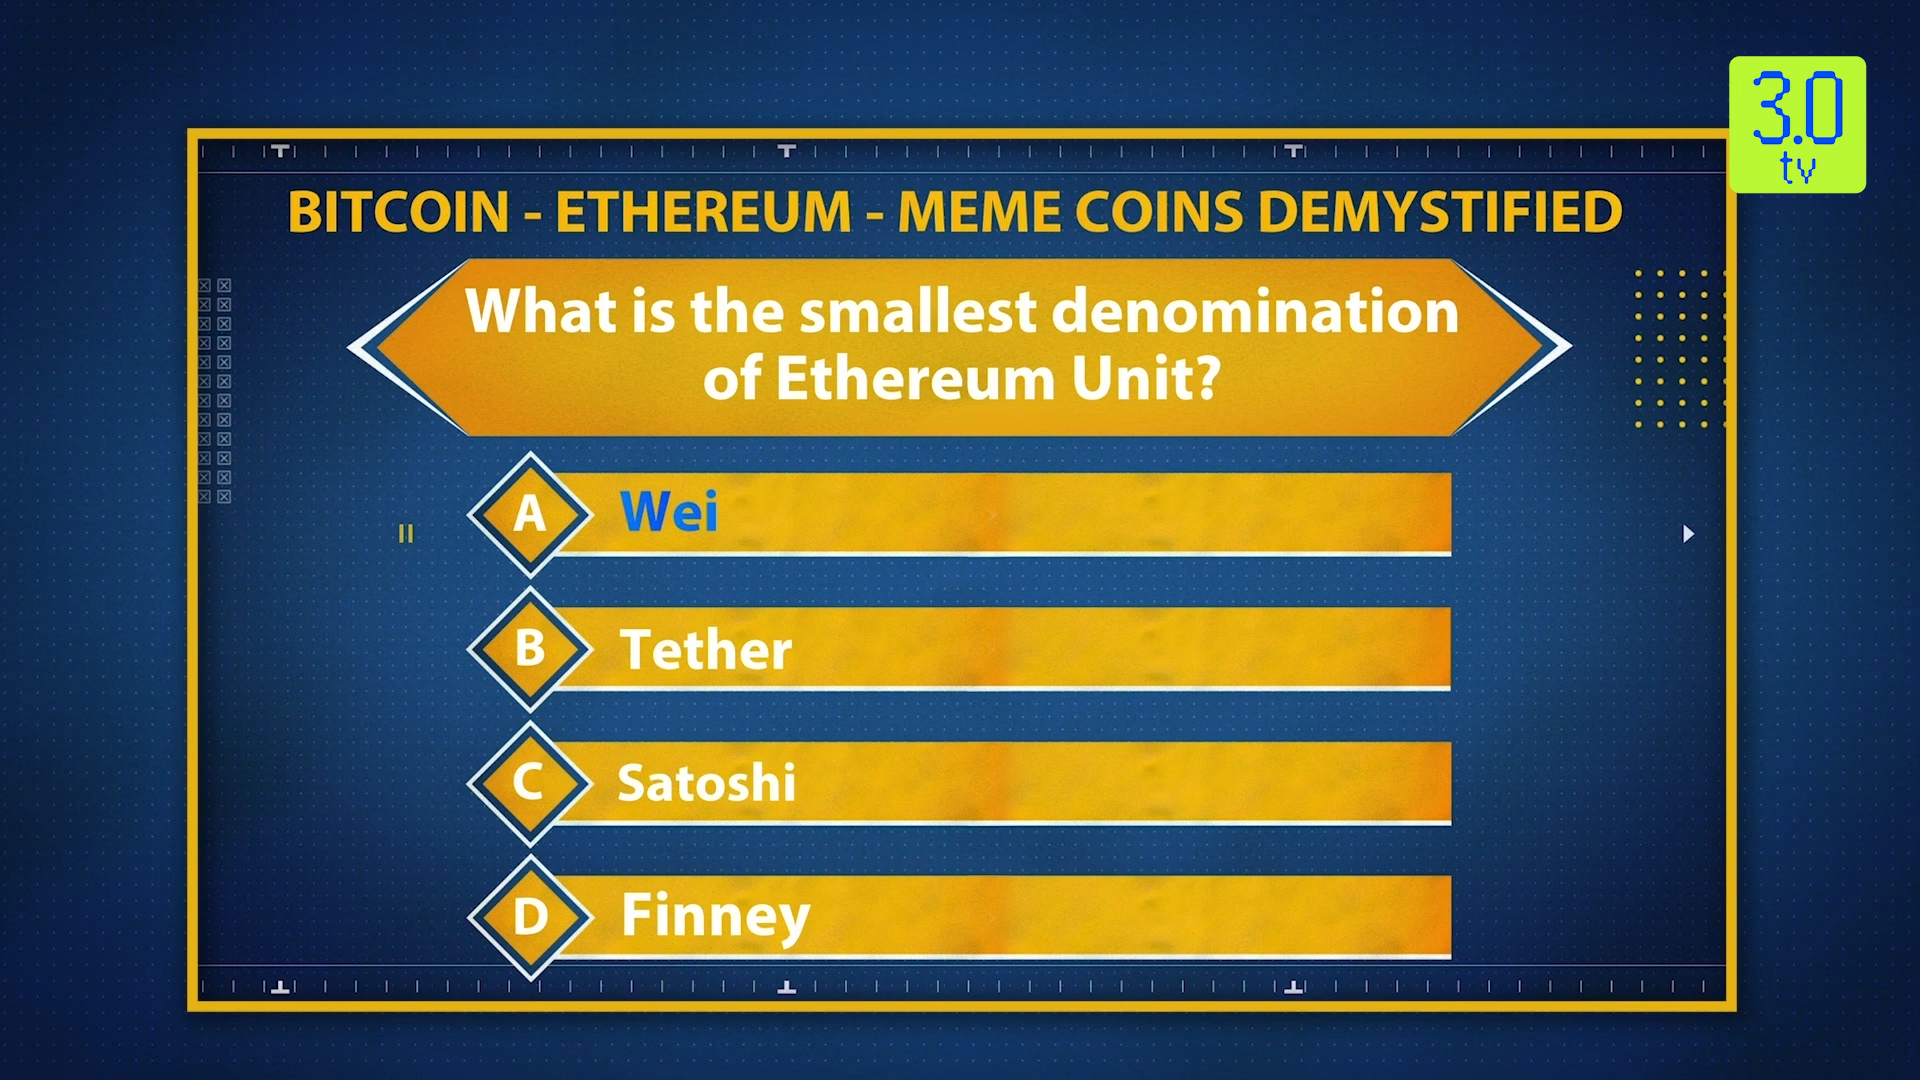 3.0
tv
BITCOIN - ETHEREUM - MEME COINS DEMYSTIFIED
What is the smallest denomination
of Ethereum Unit?
A Wei
B Tether
C Satoshi
D Finney